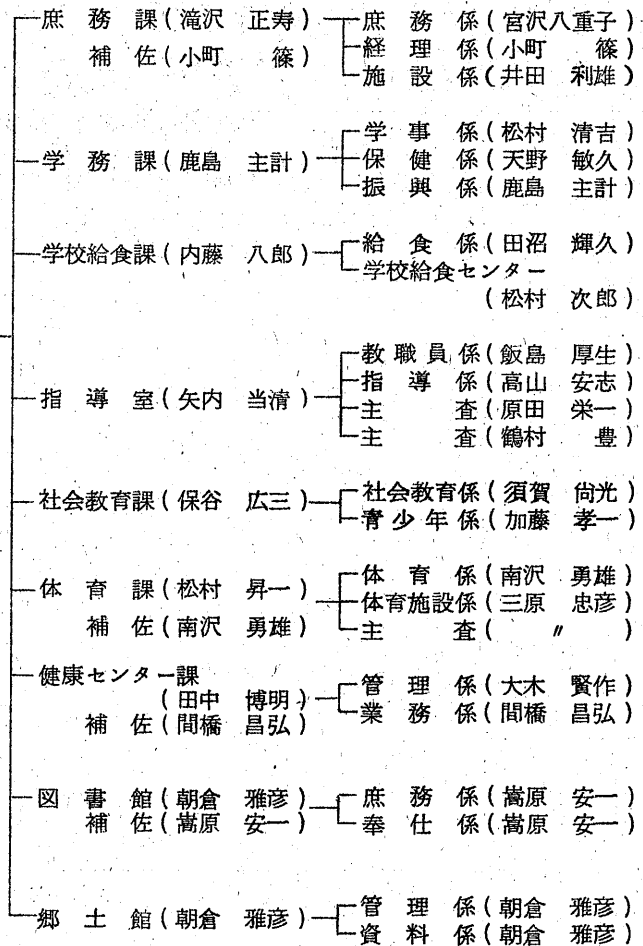 庶務課(滝沢 正寿) 庶務係(宮沢八重子)
補佐(小町 篠) 経理係(小町 篠)
施設係(井田 利雄)
学事係(松村 清吉)
学務課(鹿島 主計) 保健係(天野 敏久)
振興係(鹿島 主計)
学校給食課(内藤 八郎) 給食係(田沼 輝久)
学校給食センター
(松村 次郎)
教職員係(飯島 厚生)
指導室(矢内 当清) 指導係(高山 安志)
主査(原田 栄一)
主査(鶴村 豊)
社会教育課(保谷 広三) 社会教育係(須賀 尙光)
青少年係(加藤 孝一)
体育課(松村 昇一) 体育係(南沢 勇雄)
体育施設係(三原 忠彦)
補佐(南沢 勇雄) 主査(〃)
健康センター課
(田中 博明) 管理係(大木 賢作)
補佐(間橋 昌弘) 業務係(間橋 昌弘)
図書館(朝倉 雅彦) 庶務係(嵩原 安一)
補佐(嵩原 安一) 奉仕係(嵩原 安一)
郷土館(朝倉 雅彦) 管理係(朝倉 雅彦)
資料係(朝倉 雅彦)